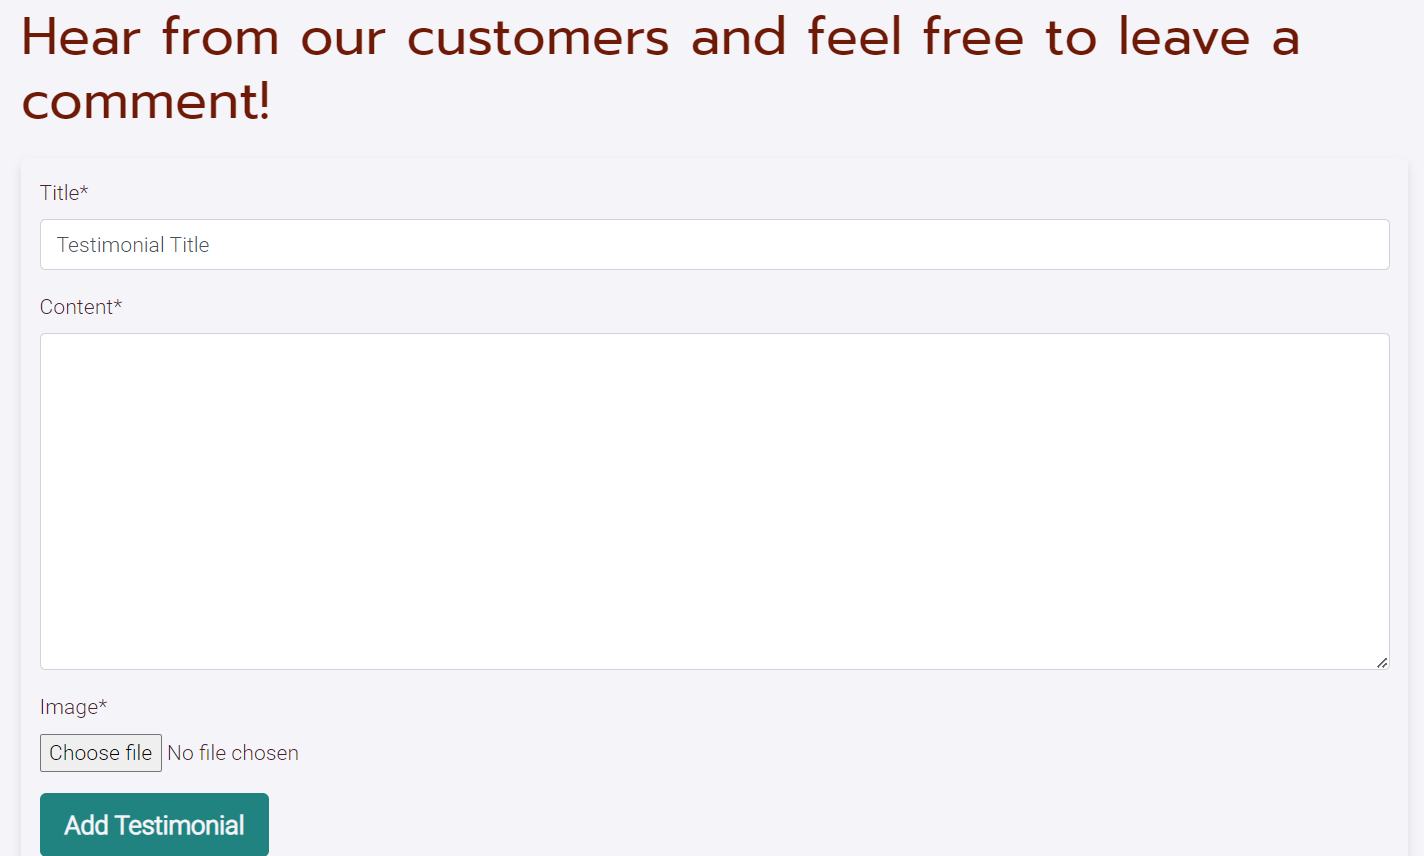 Hear from our customers and feel free to leave a
comment!
Title*
Testimonial Title
Content*
Image*
Choose file No file chosen
Add Testimonial